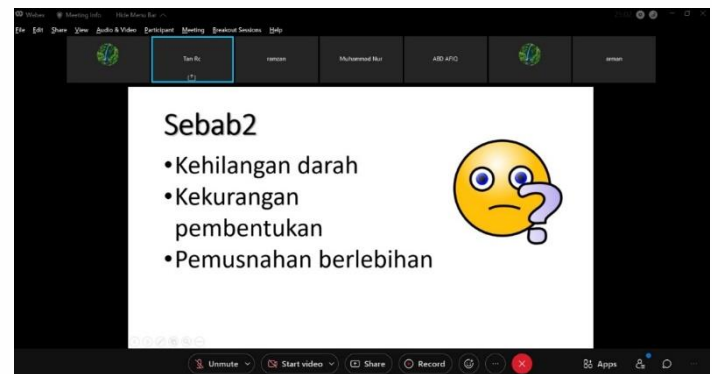 Webex Meeting Info Hide Menu Bar
File Edit Share View Audio & Video Participant Meeting Breakout Sessions Help
Tan Rx
ramzan
Muhammad Nur
ABD AFIQ
arman
Sebab2
•Kehilangan darah
•Kekurangan
pembentukan
•Pemusnahan berlebihan
Unmute Start video Share Record Apps